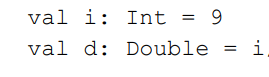 val i: Int = 9
val d: Double = i